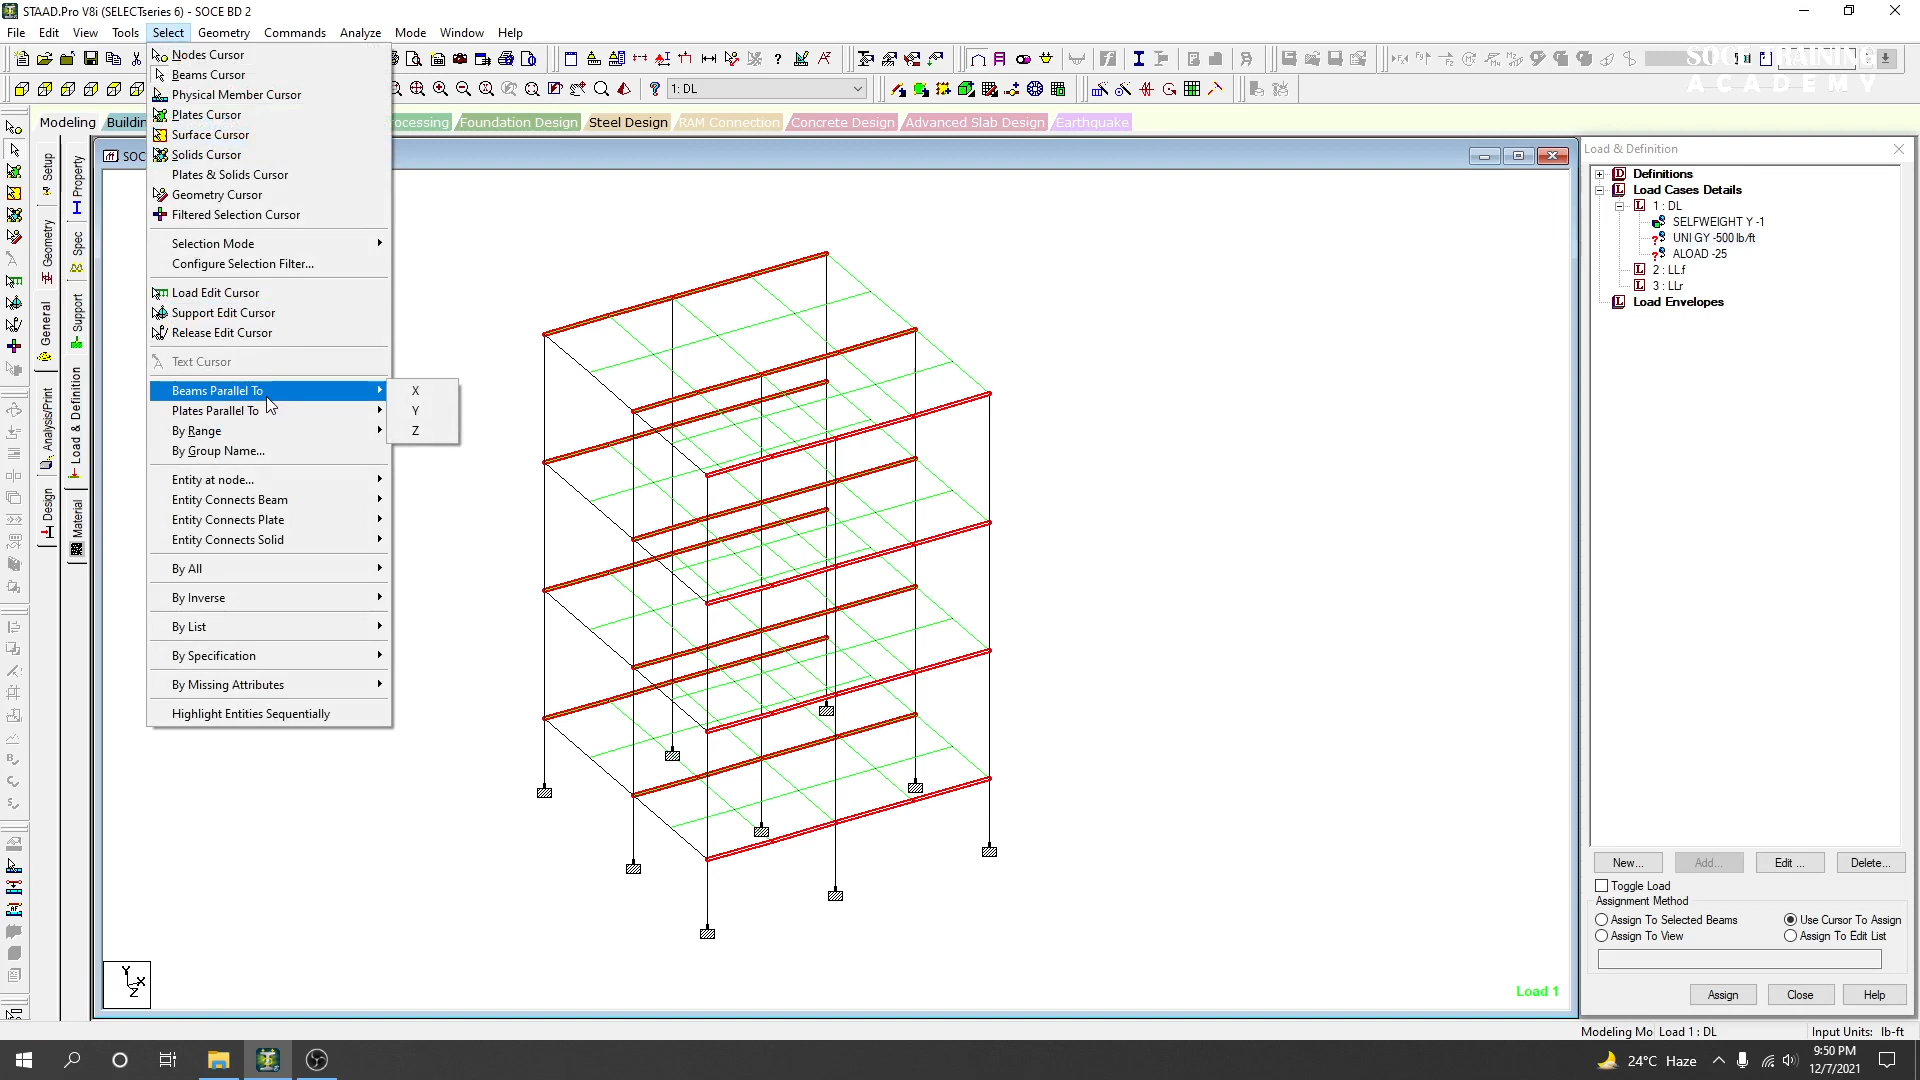 STAAD.Pro V8i (SELECTseries 6) - SOCE BD 2
File Edit View Tools Select Geometry Commands Analyze Mode Window Help
SOCE TRAINING
ACADEMY
1: DL
Modeling Buildin ocessing Foundation Design Steel Design RAM Connection Concrete Design Advanced Slab Design Earthquake
Nodes Cursor
Beams Cursor
Physical Member Cursor
Plates Cursor
Surface Cursor
Solids Cursor
Plates & Solids Cursor
Geometry Cursor
Filtered Selection Cursor
Selection Mode
Configure Selection Filter...
Load Edit Cursor
Support Edit Cursor
Release Edit Cursor
Text Cursor
Beams Parallel To
Plates Parallel To
By Range
By Group Name...
Entity at node...
Entity Connects Beam
Entity Connects Plate
Entity Connects Solid
By All
By Inverse
By List
By Specification
By Missing Attributes
Highlight Entities Sequentially
X
Y
Z
Setup
Geometry
General
Analysis/Print
Design
Property
Spec
Support
Load & Definition
Material
SOC
Y
X
Z
Load 1
Load & Definition
Definitions
Load Cases Details
1 : DL
SELFWEIGHT Y -1
UNI GY -500 lb/ft
ALOAD -25
2 : LLf
3 : LLr
Load Envelopes
New... Add... Edit ... Delete...
Toggle Load
Assignment Method
Assign To Selected Beams Use Cursor To Assign
Assign To View Assign To Edit List
Assign Close Help
Modeling Mo Load 1 : DL Input Units: lb-ft
24°C Haze
9:50 PM
12/7/2021